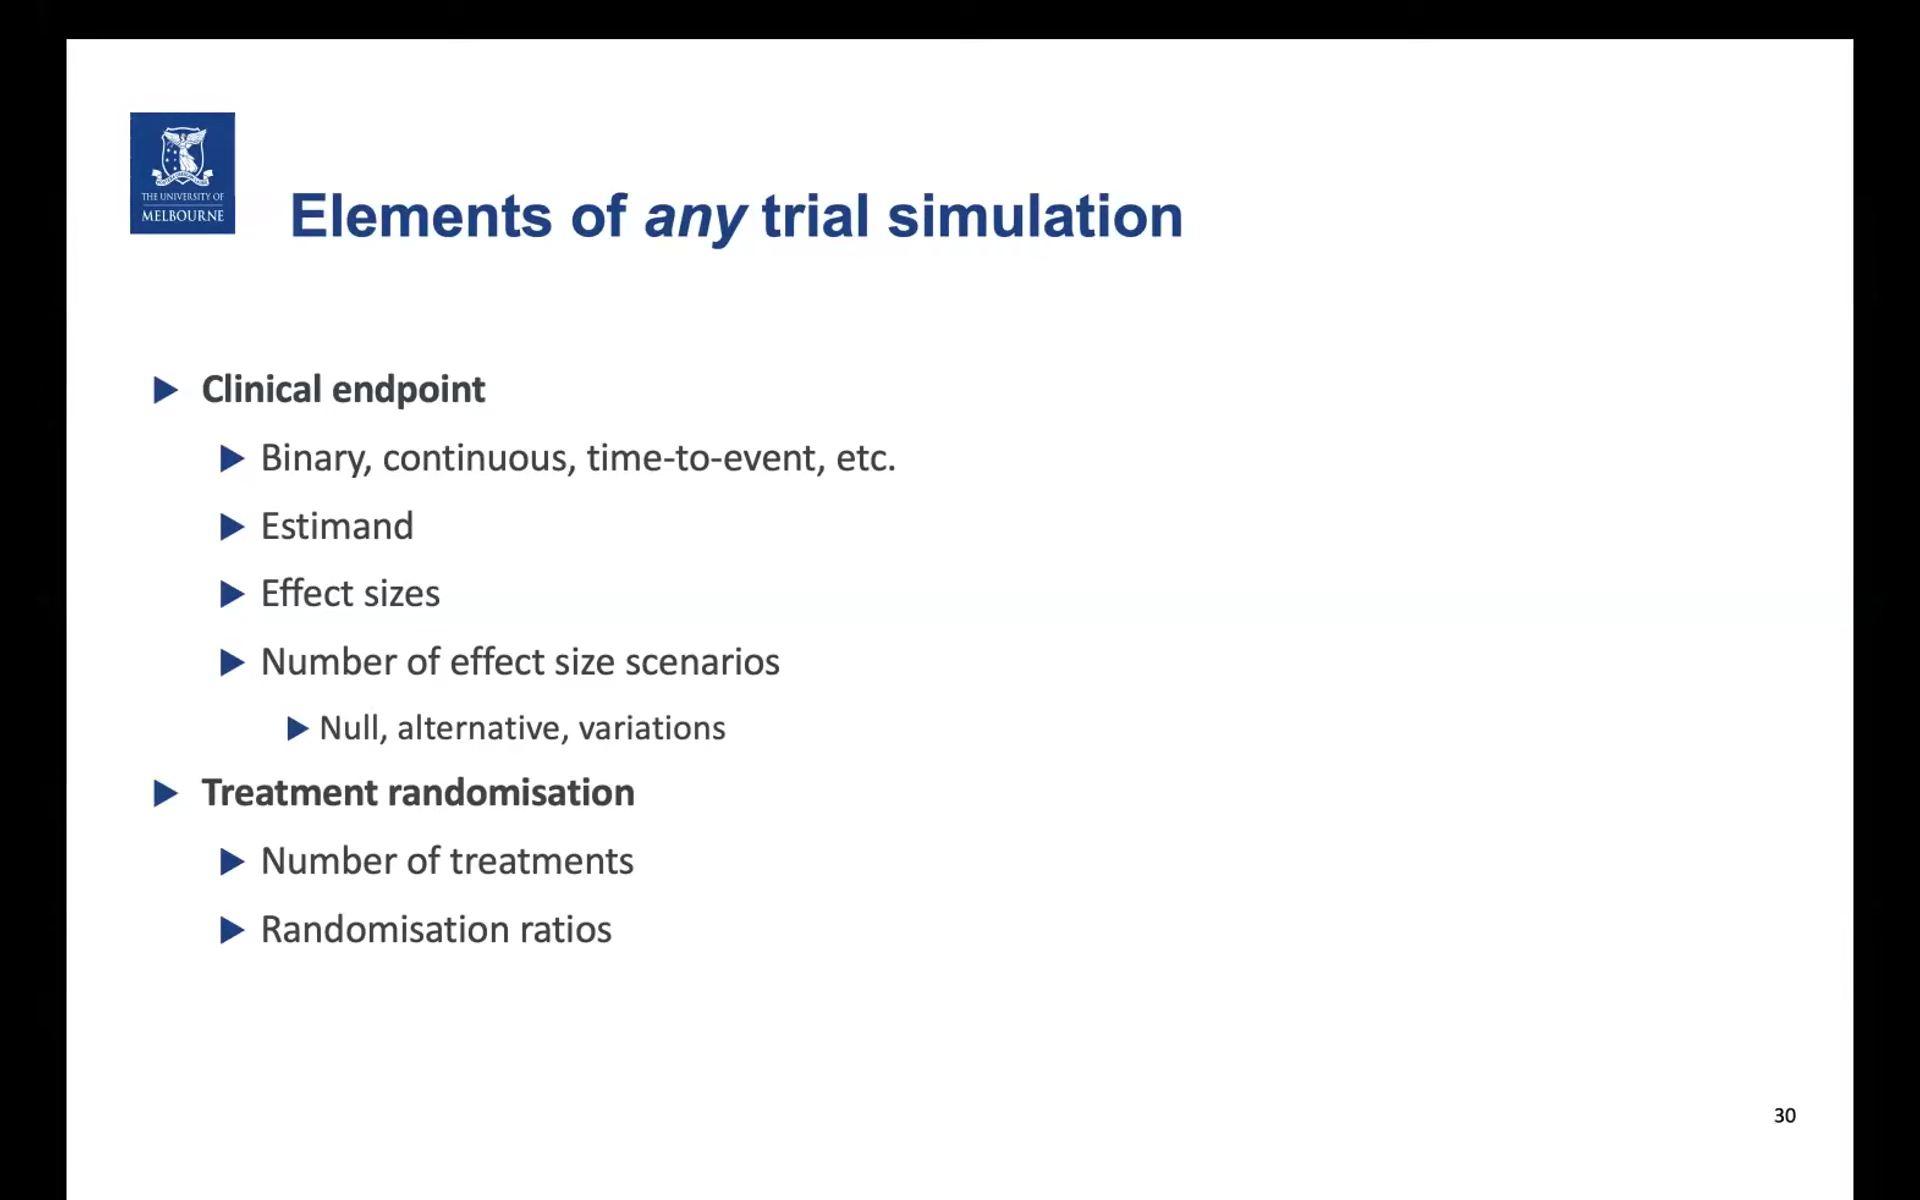 THE UNIVERSITY OF
MELBOURNE
Elements of any trial simulation
Clinical endpoint
Binary, continuous, time-to-event, etc.
Estimand
Effect sizes
Number of effect size scenarios
Null, alternative, variations
Treatment randomisation
Number of treatments
Randomisation ratios
30